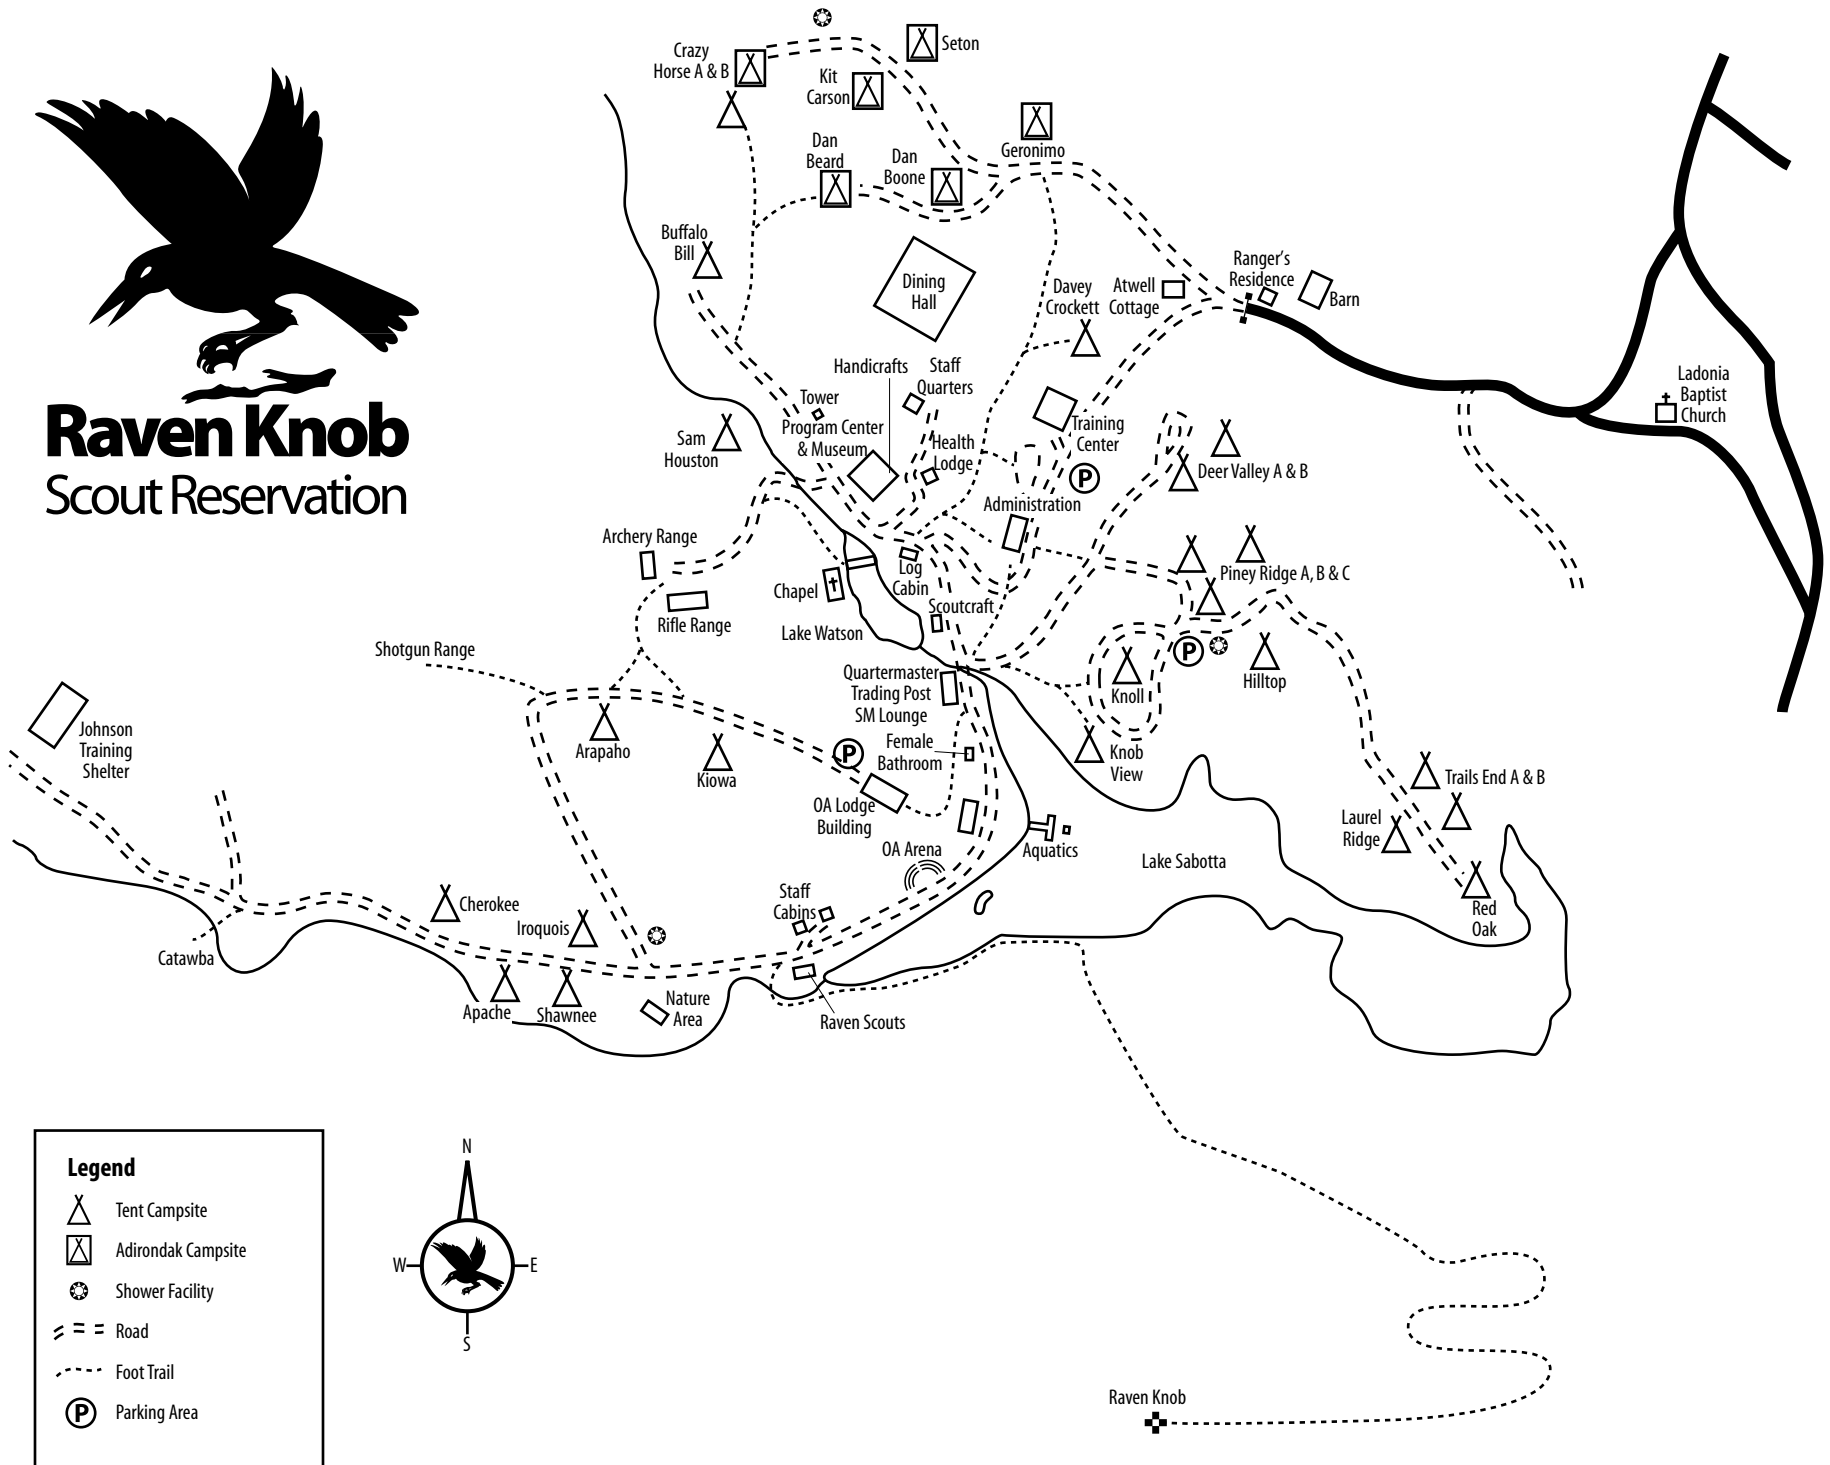 Raven Knob
Scout Reservation
Crazy
Horse A & B
Seton
Kit
Carson
Geronimo
Dan
Beard
Dan
Boone
Buffalo
Bill
Dining
Hall
Davey
Crockett
Atwell
Cottage
Ranger's
Residence
Barn
Handicrafts
Staff
Quarters
Tower
Program Center
& Museum
Health
Lodge
Sam
Houston
Training
Center
P
Deer Valley A & B
Administration
Ladonia
Baptist
Church
Archery Range
Chapel
Log
Cabin
Piney Ridge A, B & C
Rifle Range
Scoutcraft
Lake Watson
Shotgun Range
P
Hilltop
Knoll
Quartermaster
Trading Post
SM Lounge
Johnson
Training
Shelter
Arapaho
Kiowa
P
Female
Bathroom
Knob
View
OA Lodge
Building
OA Arena
Aquatics
Lake Sabotta
Trails End A & B
Laurel
Ridge
Red
Oak
Cherokee
Iroquois
Staff
Cabins
Catawba
Apache
Shawnee
Nature
Area
Raven Scouts
Legend
Tent Campsite
Adirondak Campsite
Shower Facility
Road
Foot Trail
P
Parking Area
N
W
E
S
Raven Knob